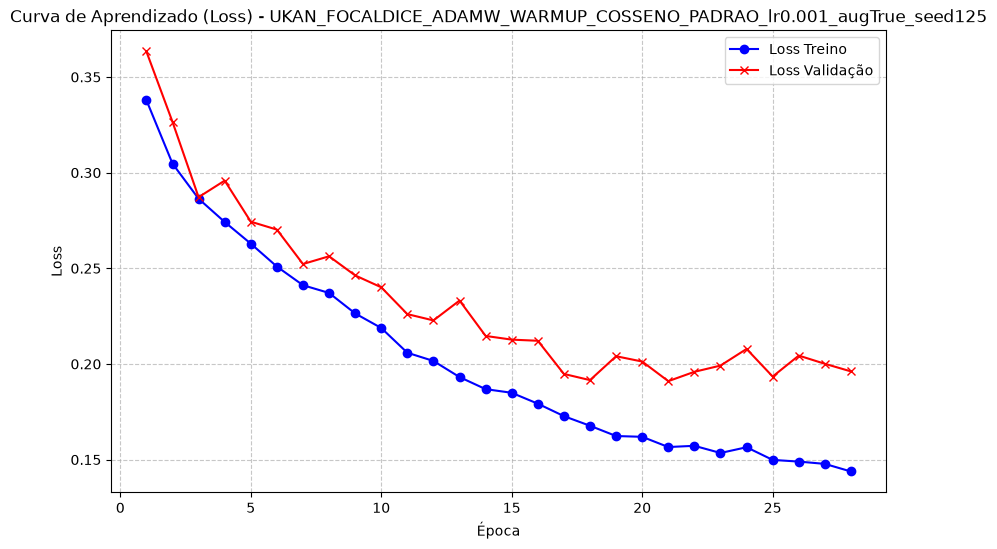 Curva de Aprendizado (Loss) - UKAN_FOCALDICE_ADAMW_WARMUP_COSSENO_PADRAO_lr0.001_augTrue_seed125
Loss Treino
Loss Validação
0.35
0.30
0.25
0.20
0.15
Loss
0
5
10
15
20
25
Época